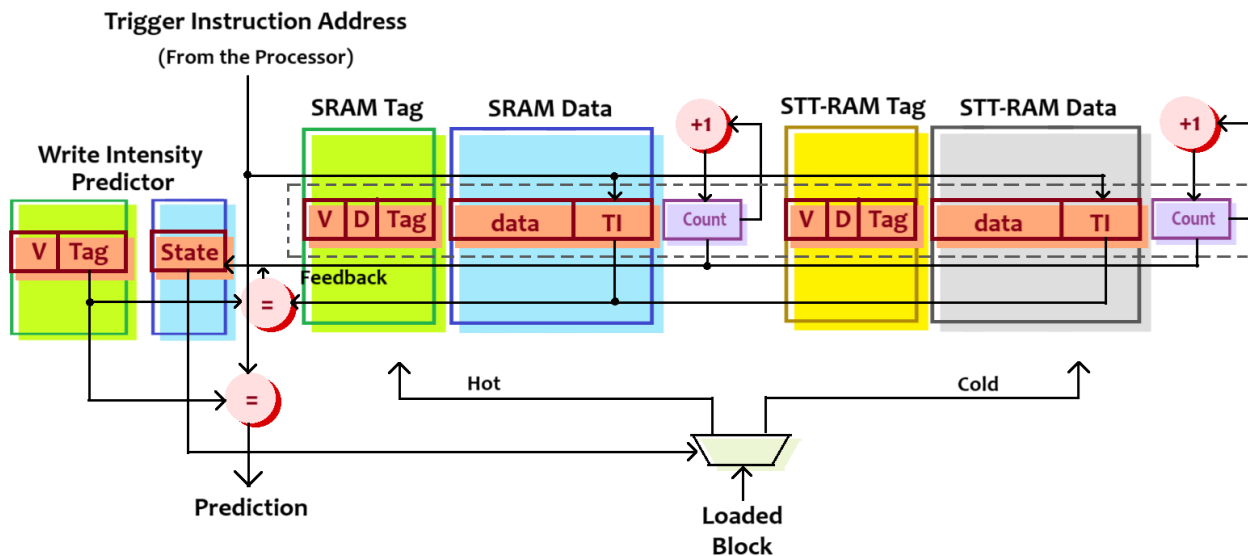 Trigger Instruction Address
(From the Processor)
SRAM Tag
SRAM Data
+1
STT-RAM Tag
STT-RAM Data
+1
Write Intensity
Predictor
V Tag
State
V D Tag
data TI
Count
V D Tag
data TI
Count
Feedback
=
=
Hot
Cold
Prediction
Loaded
Block